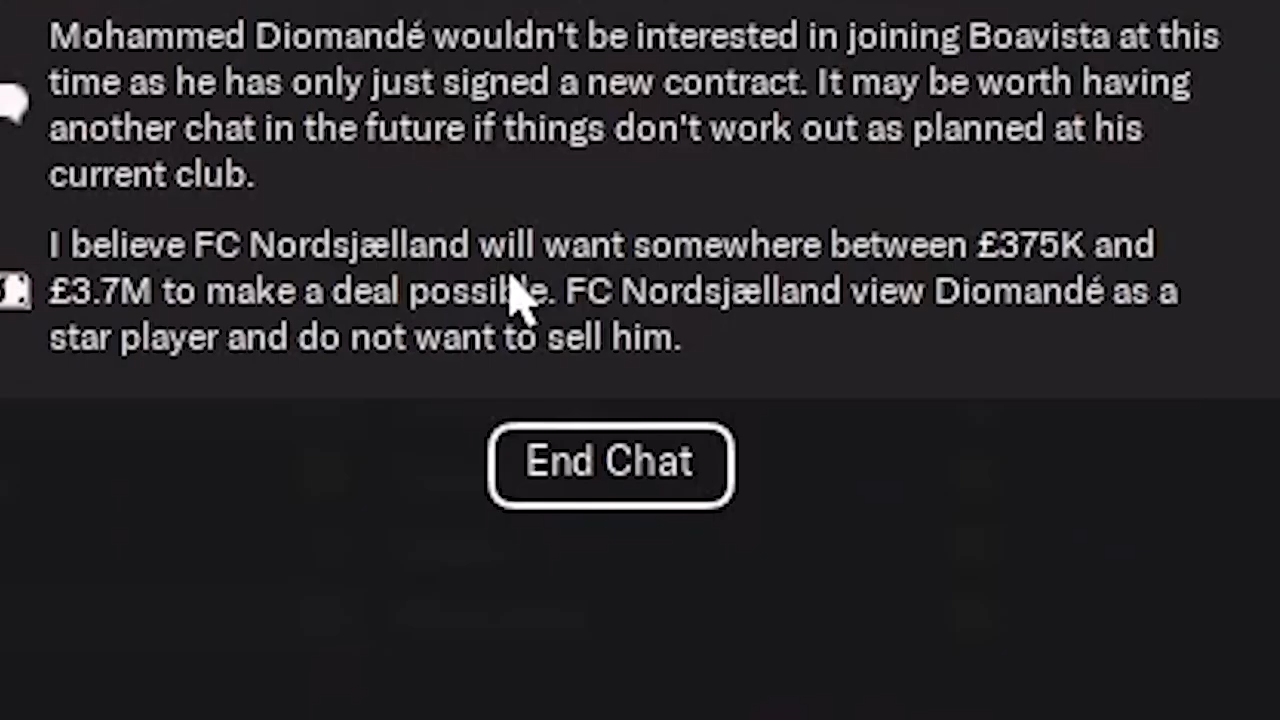 Mohammed Diomandé wouldn't be interested in joining Boavista at this
time as he has only just signed a new contract. It may be worth having
another chat in the future if things don't work out as planned at his
current club.
I believe FC Nordsjælland will want somewhere between £375K and
£3.7M to make a deal possible. FC Nordsjælland view Diomandé as a
star player and do not want to sell him.
End Chat